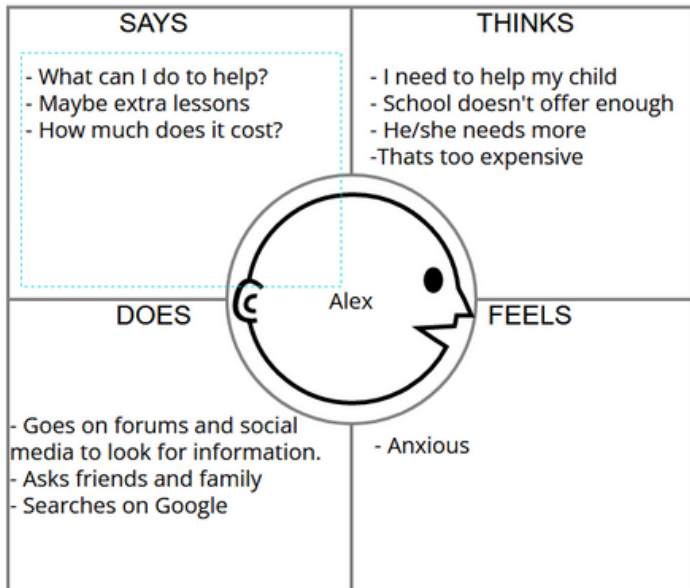 SAYS
- What can I do to help?
- Maybe extra lessons
- How much does it cost?
THINKS
- I need to help my child
- School doesn't offer enough
- He/she needs more
-Thats too expensive
Alex
DOES
- Goes on forums and social
media to look for information.
- Asks friends and family
- Searches on Google
FEELS
- Anxious